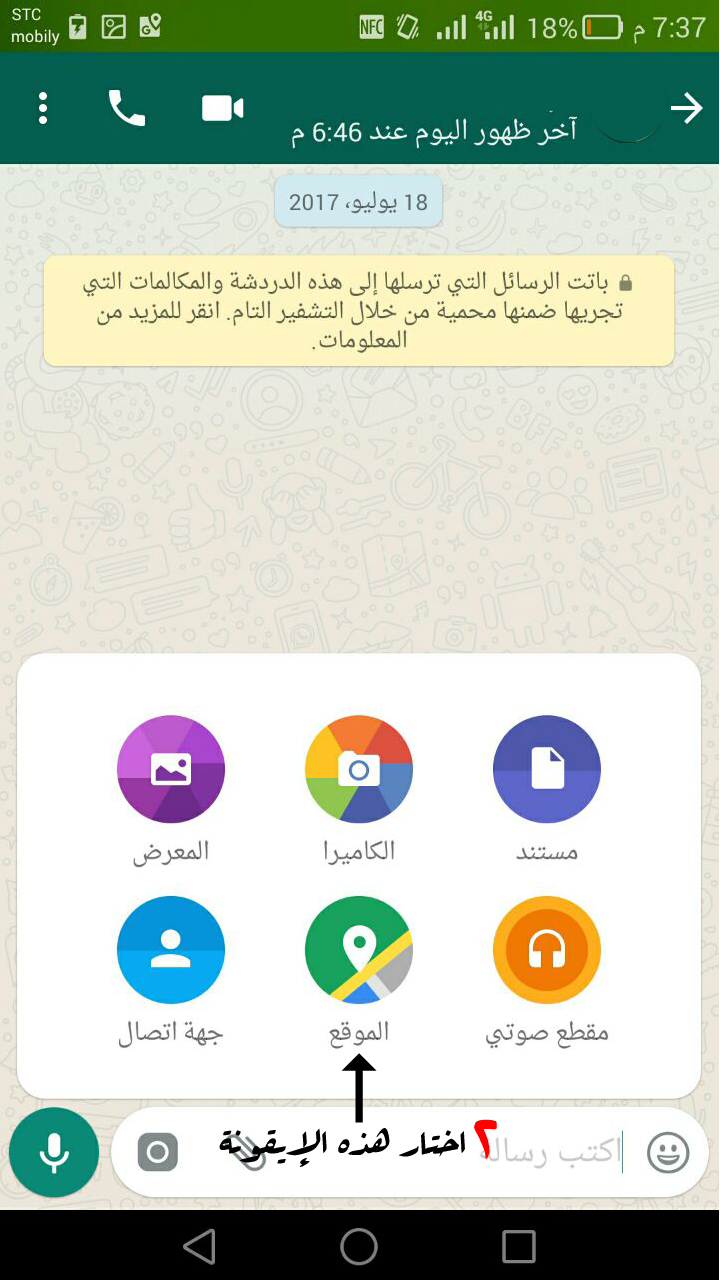 STC
mobily
NFC
4G
18%
7:37 م
آخر ظهور اليوم عند 6:46 م
18 يوليو، 2017
باتت الرسائل التي ترسلها إلى هذه الدردشة والمكالمات التي
تجريها ضمنها محمية من خلال التشفير التام. انقر للمزيد من
المعلومات.
مستند
الكاميرا
المعرض
مقطع صوتي
الموقع
جهة اتصال
٢ اختار هذه الإيقونة
اكتب رسالة